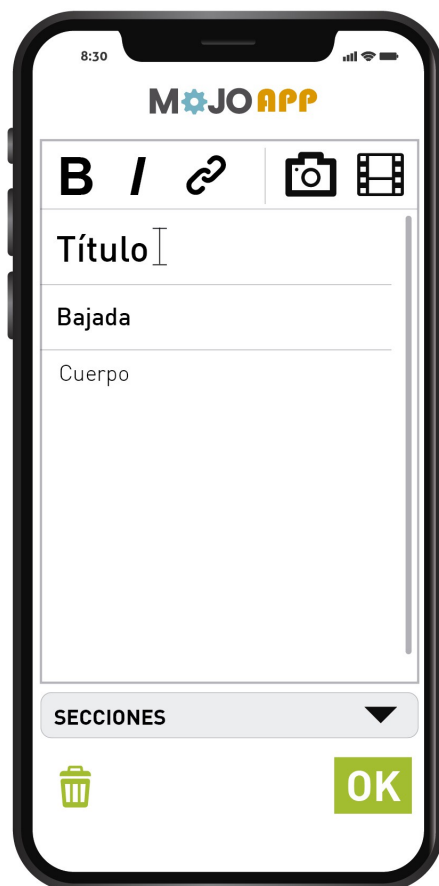 8:30
MOJO APP
B I
Título
Bajada
Cuerpo
SECCIONES
OK